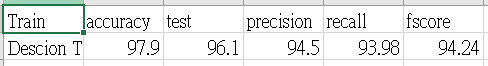 Train accuracy test precision recall fscore
Descion T 97.9 96.1 94.5 93.98 94.24